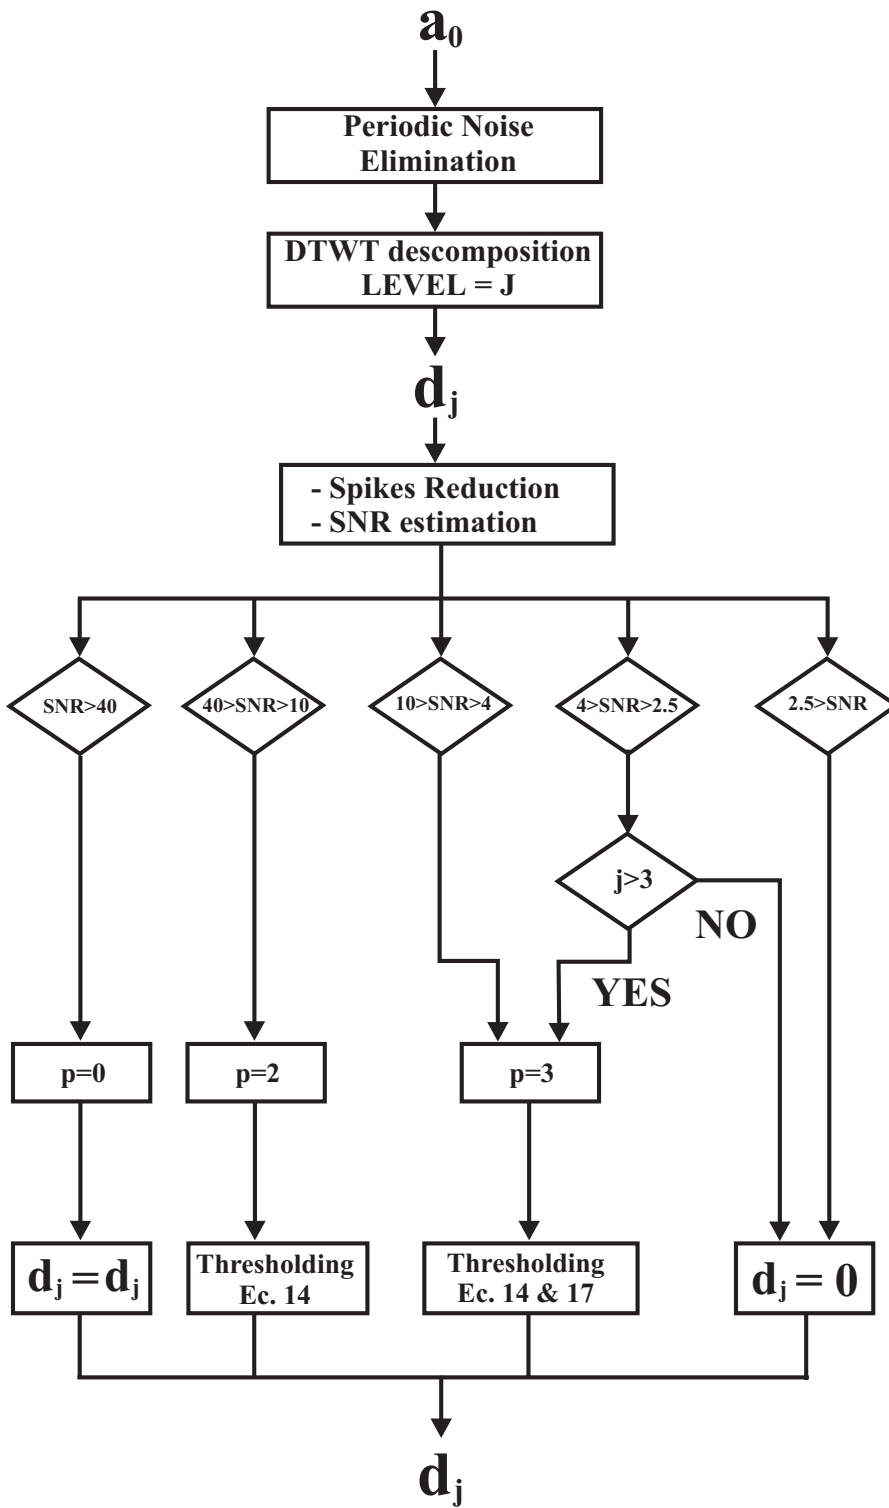 a0
Periodic Noise
Elimination
DTWT descomposition
LEVEL = J
dj
- Spikes Reduction
- SNR estimation
SNR>40
40>SNR>10
10>SNR>4
4>SNR>2.5
2.5>SNR
j>3
NO
YES
p=0
p=2
p=3
dj = dj
Thresholding
Ec. 14
Thresholding
Ec. 14 & 17
dj = 0
dj